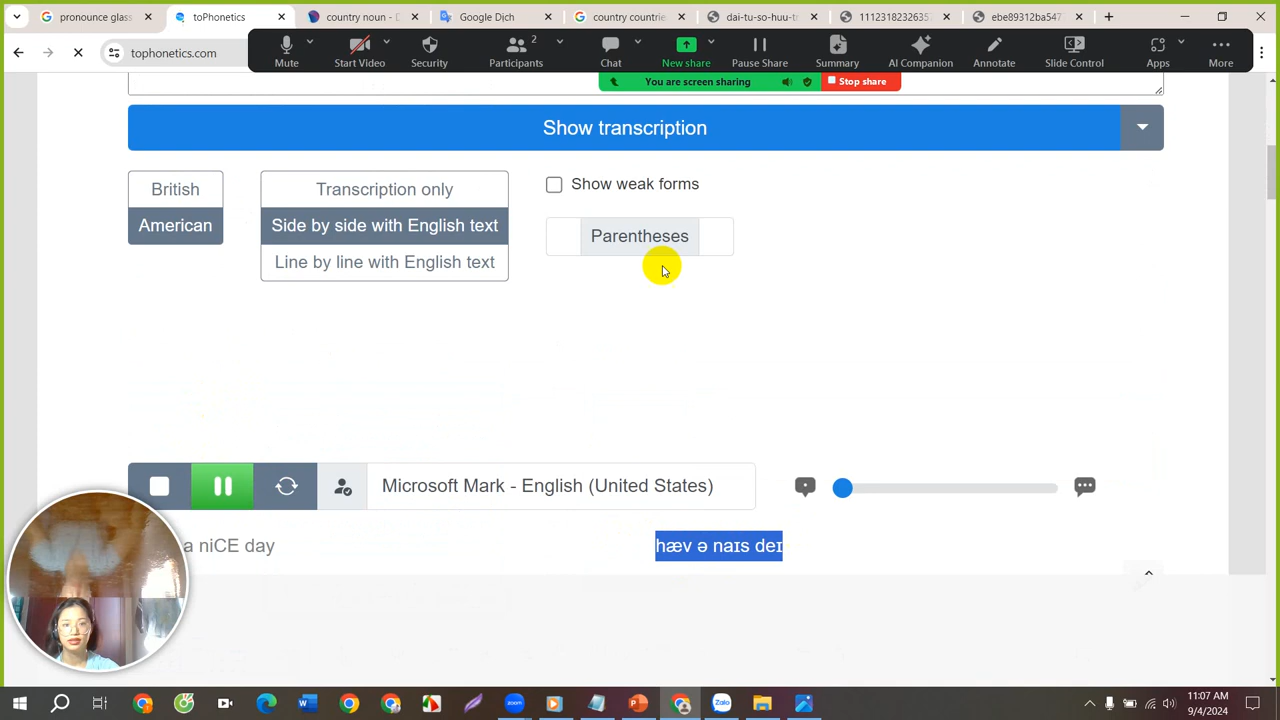 pronounce glass
toPhonetics
country noun - D
Google Dịch
country countrie
dai-tu-so-huu-tr
1112318232635
ebe89312ba547
tophonetics.com
Mute
Start Video
Security
Participants
2
Chat
New share
Pause Share
Summary
AI Companion
Annotate
Slide Control
Apps
More
You are screen sharing
Stop share
Show transcription
British
American
Transcription only
Side by side with English text
Line by line with English text
Show weak forms
Parentheses
Microsoft Mark - English (United States)
a niCE day
hæv ə naɪs deɪ
11:07 AM
9/4/2024